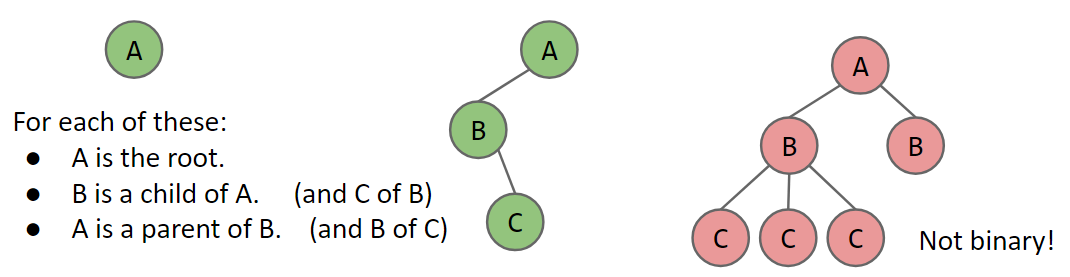 A
A
A
For each of these:
B
● A is the root.
B
B
● B is a child of A. (and C of B)
● A is a parent of B. (and B of C)
C
C
C
C
Not binary!